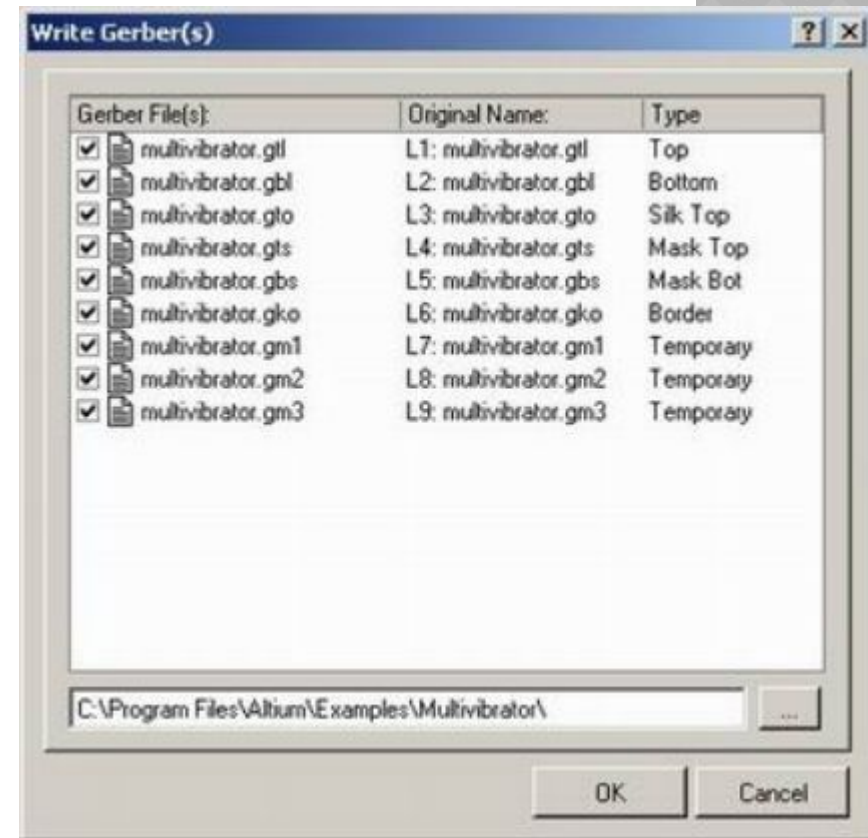 Write Gerber(s)
Gerber File(s): Original Name: Type
multivibrator.gtl L1: multivibrator.gtl Top
multivibrator.gbl L2: multivibrator.gbl Bottom
multivibrator.gto L3: multivibrator.gto Silk Top
multivibrator.gts L4: multivibrator.gts Mask Top
multivibrator.gbs L5: multivibrator.gbs Mask Bot
multivibrator.gko L6: multivibrator.gko Border
multivibrator.gm1 L7: multivibrator.gm1 Temporary
multivibrator.gm2 L8: multivibrator.gm2 Temporary
multivibrator.gm3 L9: multivibrator.gm3 Temporary
C:\Program Files\Altium\Examples\Multivibrator\ ...
OK Cancel